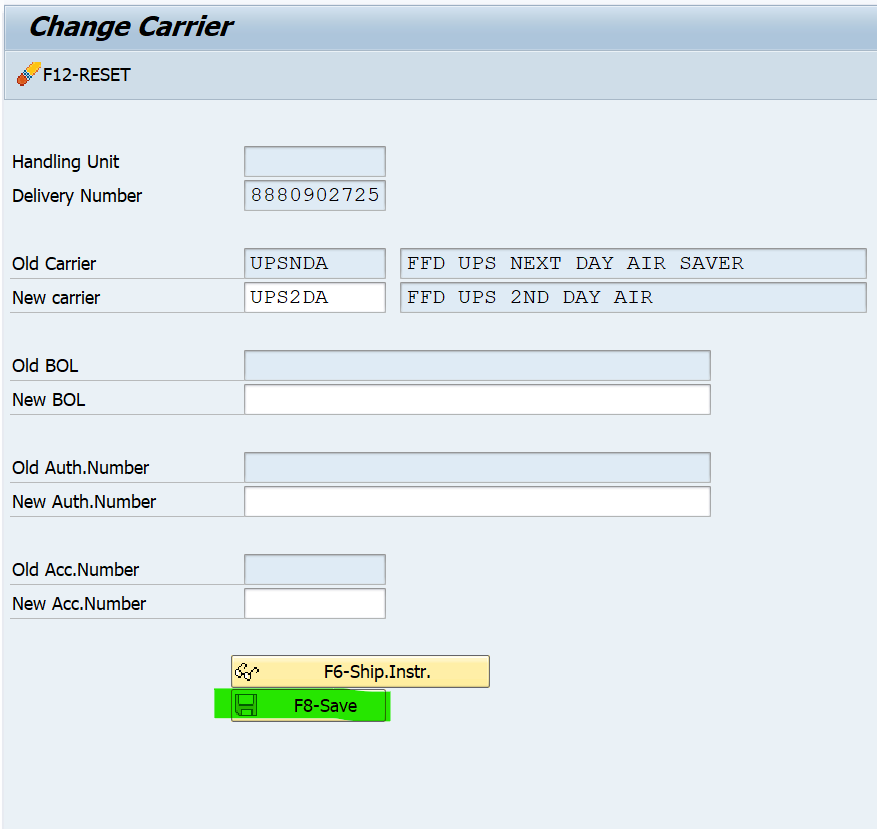 Change Carrier
F12-RESET
Handling Unit
Delivery Number 8880902725
Old Carrier UPSNDA FFD UPS NEXT DAY AIR SAVER
New carrier UPS2DA FFD UPS 2ND DAY AIR
Old BOL
New BOL
Old Auth.Number
New Auth.Number
Old Acc.Number
New Acc.Number
F6-Ship.Instr.
F8-Save